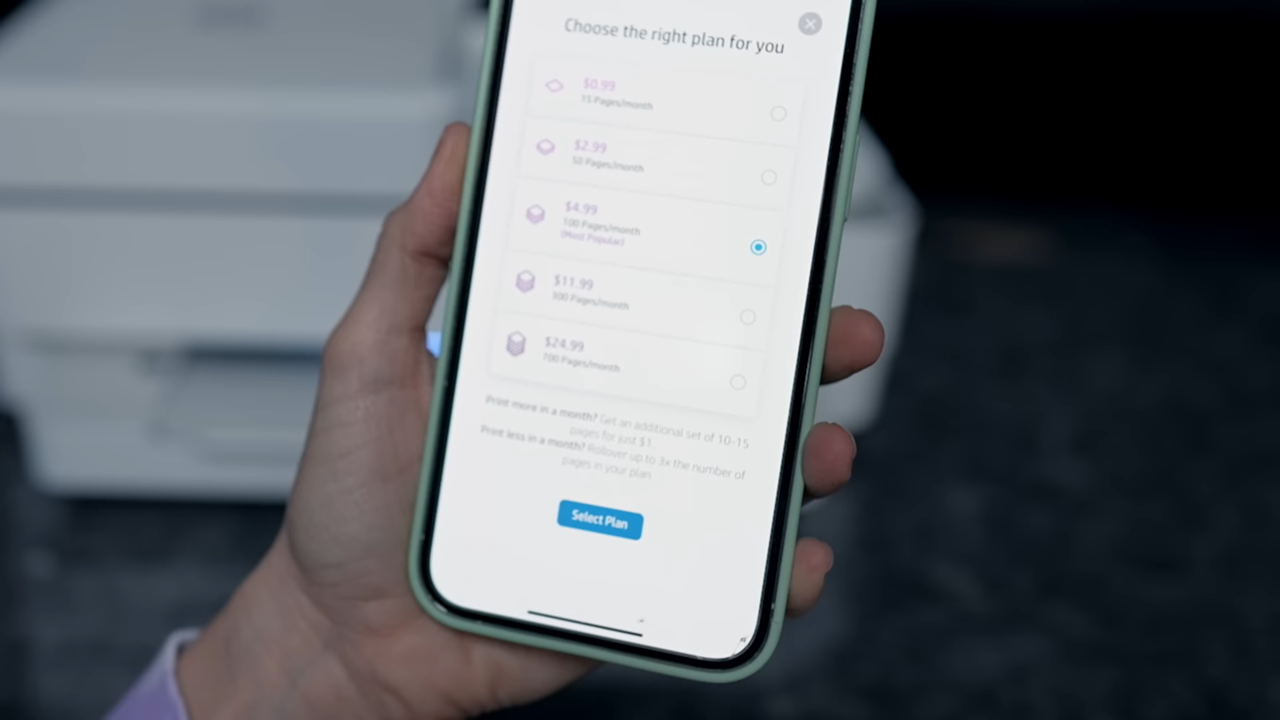 Choose the right plan for you
$0.99
15 Pages/month
$2.99
50 Pages/month
$4.99
100 Pages/month
(Most Popular)
$11.99
300 Pages/month
$24.99
700 Pages/month
Print more in a month? Get an additional set of 10-15
pages for just $1.
Print less in a month? Rollover up to 3x the number of
pages in your plan.
Select Plan